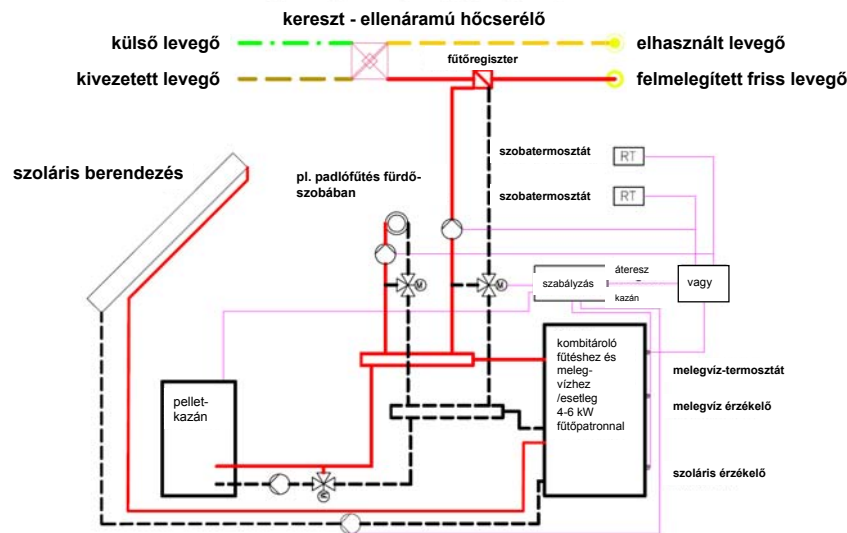 kereszt - ellenáramú hőcserélő
külső levegő
elhasznált levegő
fűtőregiszter
kivezetett levegő
felmelegített friss levegő
szobatermosztát
RT
szoláris berendezés
pl. padlófűtés fürdő-
szobában
szobatermosztát
RT
M
M
szabályzás
áteresz
kazán
vagy
kombitároló
fűtéshez és
meleg-
vízhez
/esetleg
4-6 kW
fűtőpatronnal
melegvíz-termosztát
pellet-
kazán
melegvíz érzékelő
szoláris érzékelő
M